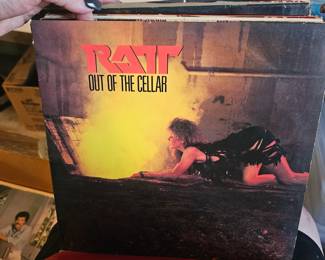 RATT
OUT OF THE CELLAR